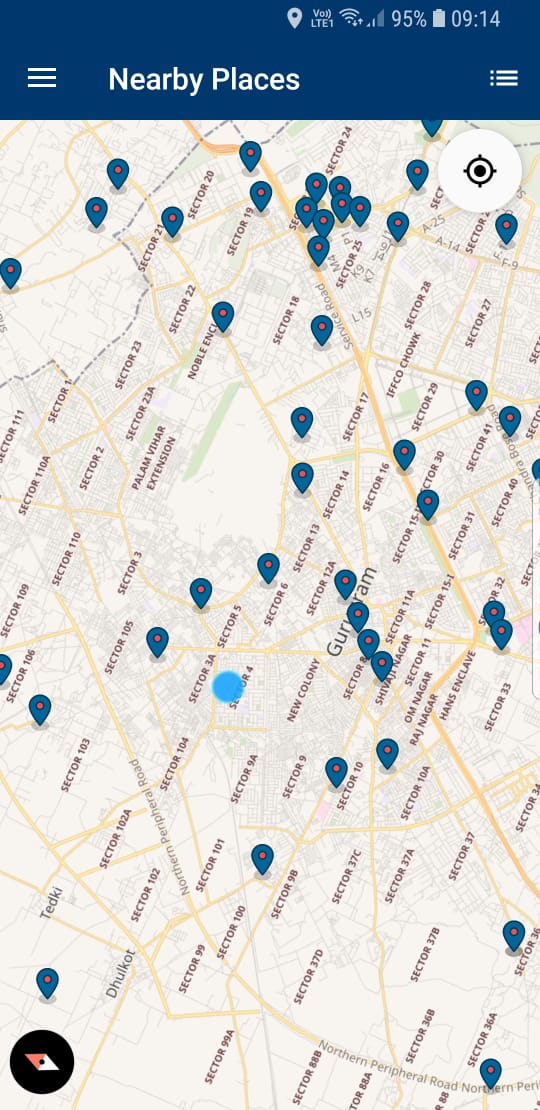 Vo)) LTE1 95% 09:14
Nearby Places
SECTOR 24
SECTOR 20
SECTOR 19
SECTOR 21
SECTOR 25
A-25
A-14
F-9
K9
K7
M4
Service Road
L15
SECTOR 22
SECTOR 18
SECTOR 28
SECTOR 27
NOBLE ENCL
IFFCO CHOWK
SECTOR 23
SECTOR 1
SECTOR 23A
SECTOR 17
SECTOR 29
SECTOR 111
SECTOR 110A
SECTOR 2
PALAM VIHAR
EXTENSION
SECTOR 41
SECTOR 14
SECTOR 16
SECTOR 30
SECTOR 40
SECTOR 110
SECTOR 13
SECTOR 15-I
SECTOR 31
SECTOR 109
SECTOR 3
SECTOR 6
SECTOR 12A
Gurugram
SECTOR 11A
SECTOR 15-I
SECTOR 32
SECTOR 105
SECTOR 5
SECTOR 106
SECTOR 3A
SECTOR 4
NEW COLONY
SECTOR 8
SHIVAJI NAGAR
SECTOR 11
OM NAGAR
RAJ NAGAR
HANS ENCLAVE
SECTOR 33
SECTOR 103
SECTOR 104
SECTOR 9A
SECTOR 9
SECTOR 10
SECTOR 10A
SECTOR 34
Northern Peripheral Road
SECTOR 102A
SECTOR 101
SECTOR 37C
SECTOR 37A
SECTOR 37
Tedki
SECTOR 102
SECTOR 9B
SECTOR 100
SECTOR 36
Dhulkot
SECTOR 99
SECTOR 37D
SECTOR 37B
SECTOR 99A
SECTOR 36B
SECTOR 36A
SECTOR 88B
SECTOR 88A
Northern Peripheral Road
Northern Peri
88